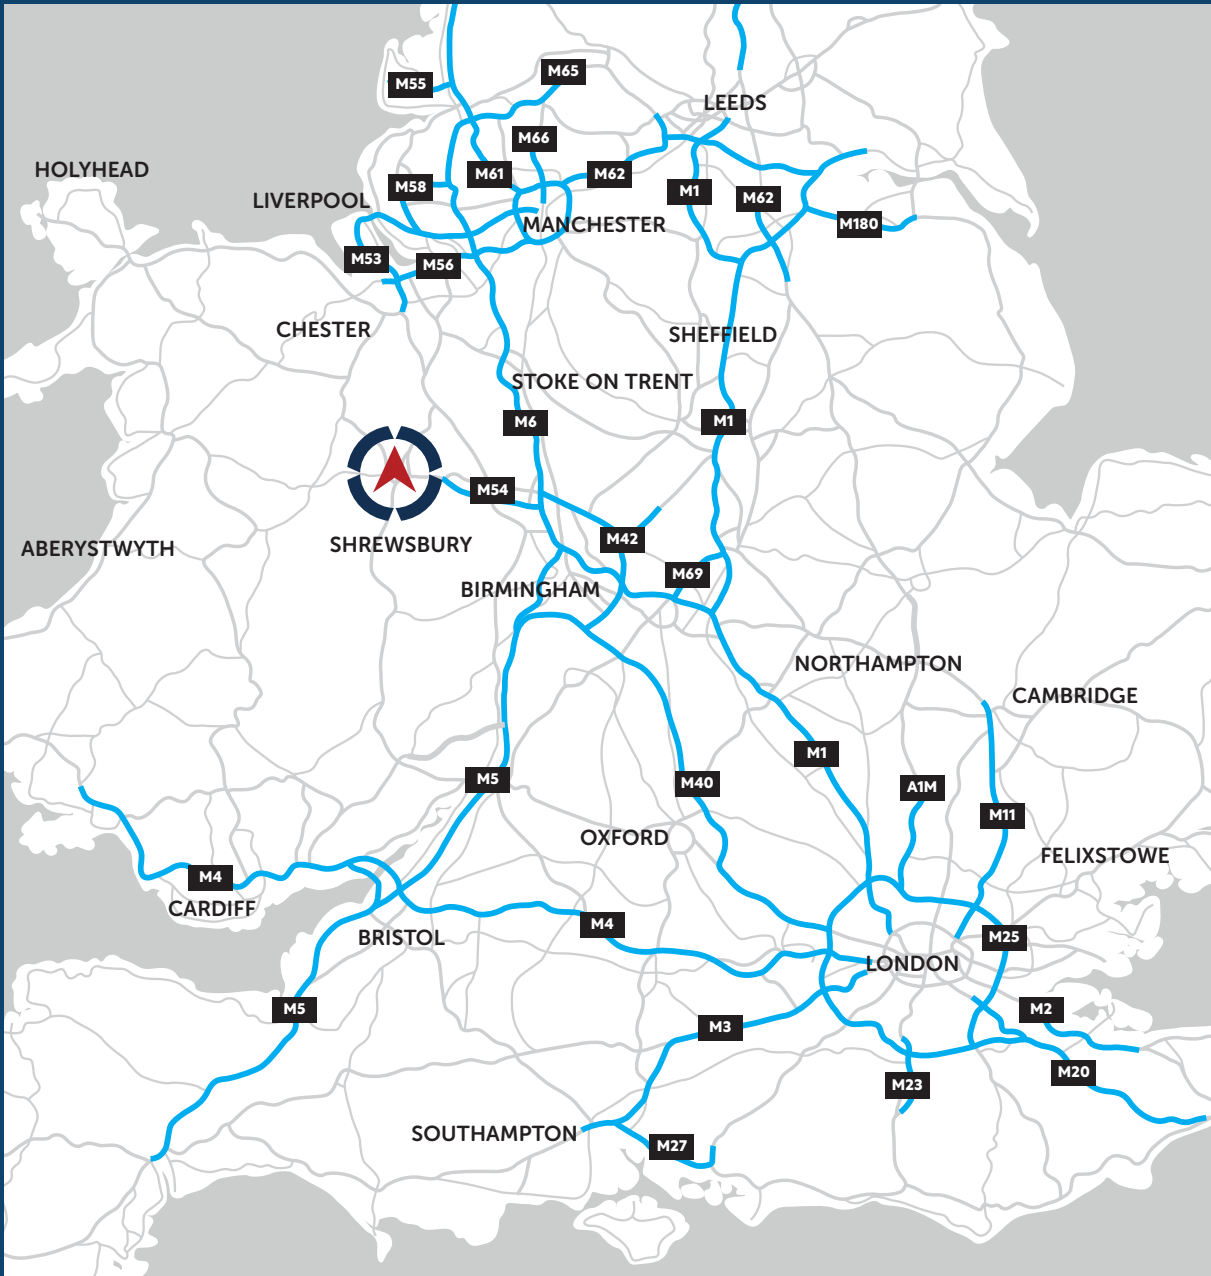 M65
M55
LEEDS
M66
HOLYHEAD
M61
M62
M58
M1
M62
LIVERPOOL
MANCHESTER
M180
M53
M56
CHESTER
SHEFFIELD
STOKE ON TRENT
M6
M1
M54
M42
SHREWSBURY
ABERYSTWYTH
M69
BIRMINGHAM
NORTHAMPTON
CAMBRIDGE
M1
M5
M40
A1M
M11
OXFORD
FELIXSTOWE
M4
CARDIFF
M4
BRISTOL
M25
LONDON
M5
M2
M3
M20
M23
SOUTHAMPTON
M27